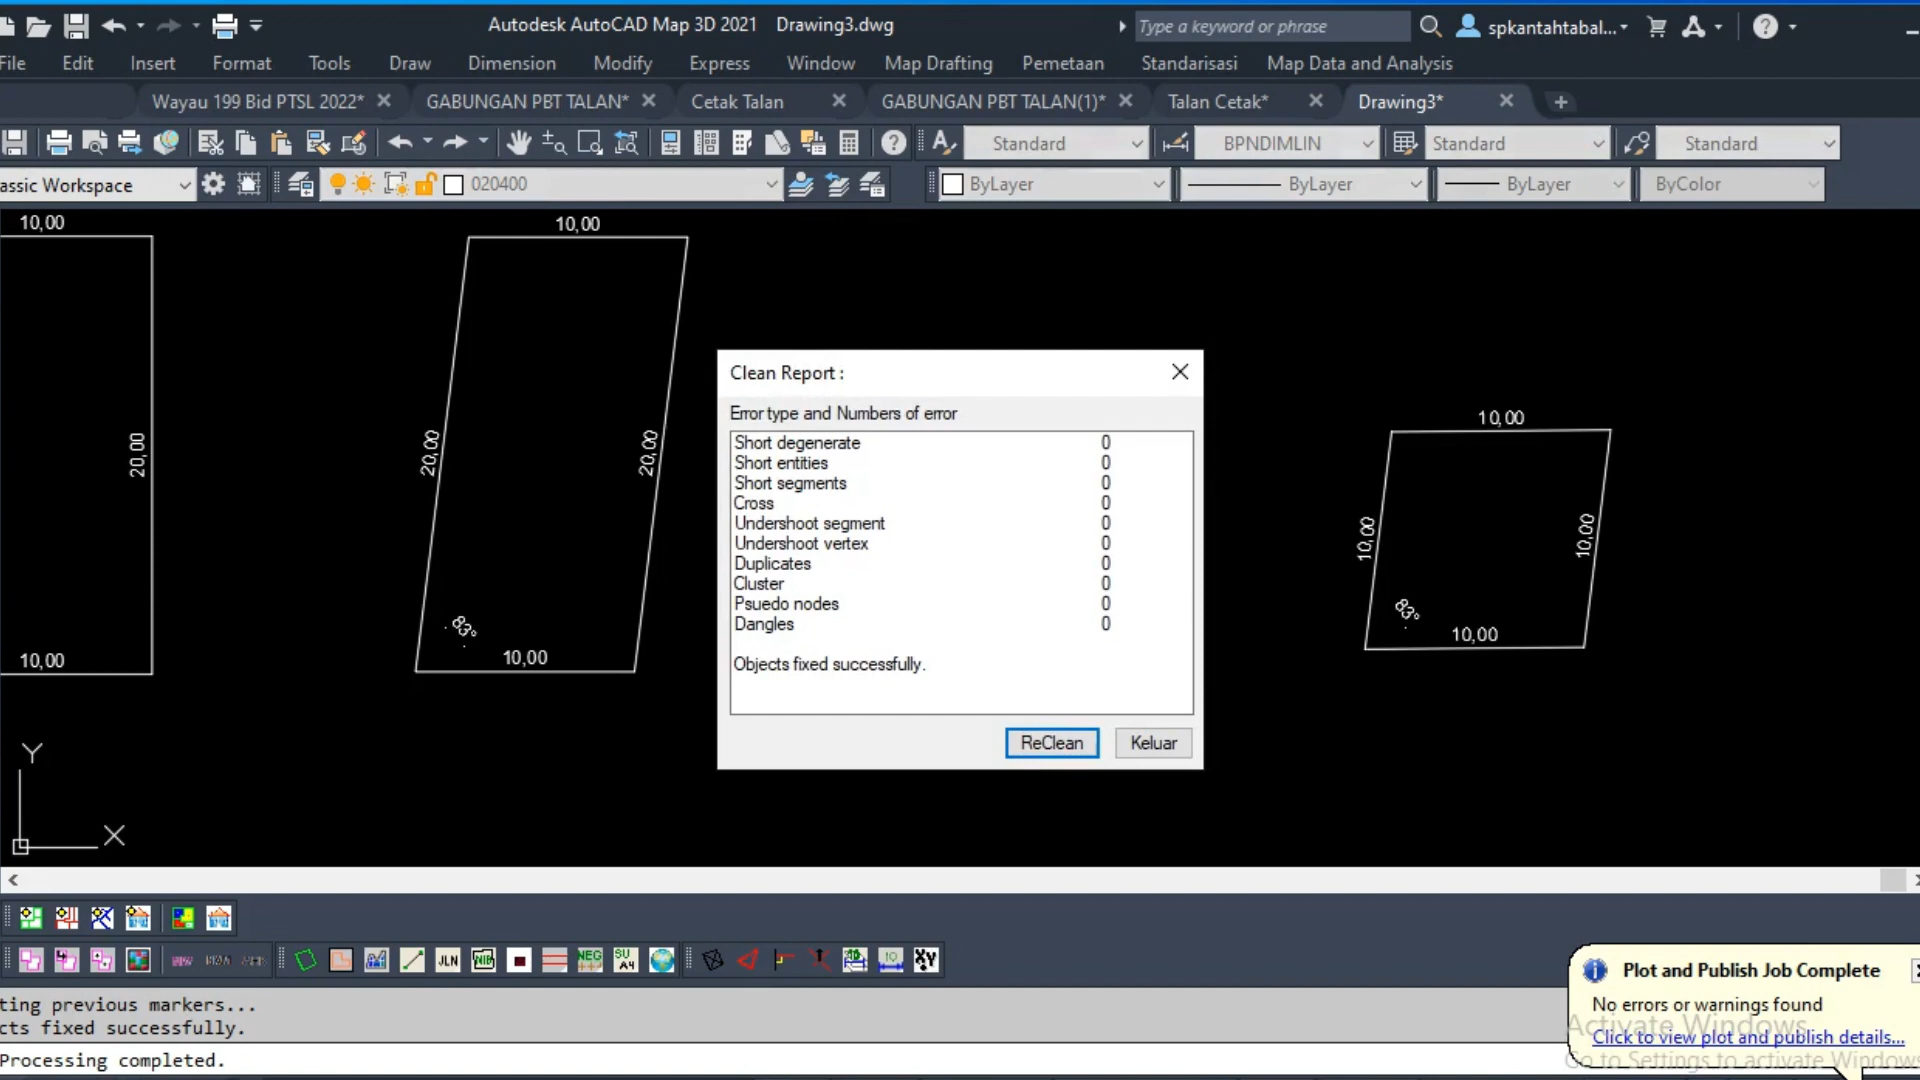 Autodesk AutoCAD Map 3D 2021 Drawing3.dwg
Type a keyword or phrase
spkantahtabal...
File Edit Insert Format Tools Draw Dimension Modify Express Window Map Drafting Pemetaan Standarisasi Map Data and Analysis
Wayau 199 Bid PTSL 2022*
GABUNGAN PBT TALAN*
Cetak Talan
GABUNGAN PBT TALAN(1)*
Talan Cetak*
Drawing3*
Standard
BPNDIMLIN
Standard
Standard
assic Workspace
020400
ByLayer
ByLayer
ByLayer
ByColor
10,00
20,00
10,00
10,00
20,00
20,00
83°
10,00
Clean Report :
Error type and Numbers of error
Short degenerate 0
Short entities 0
Short segments 0
Cross 0
Undershoot segment 0
Undershoot vertex 0
Duplicates 0
Cluster 0
Psuedo nodes 0
Dangles 0
Objects fixed successfully.
ReClean
Keluar
10,00
10,00
10,00
83°
10,00
Y
X
JLN
NIB
NEG
SU
A4
XY
ting previous markers...
cts fixed successfully.
Processing completed.
Plot and Publish Job Complete
No errors or warnings found
Click to view plot and publish details...
Activate Windows
Go to Settings to activate Windows